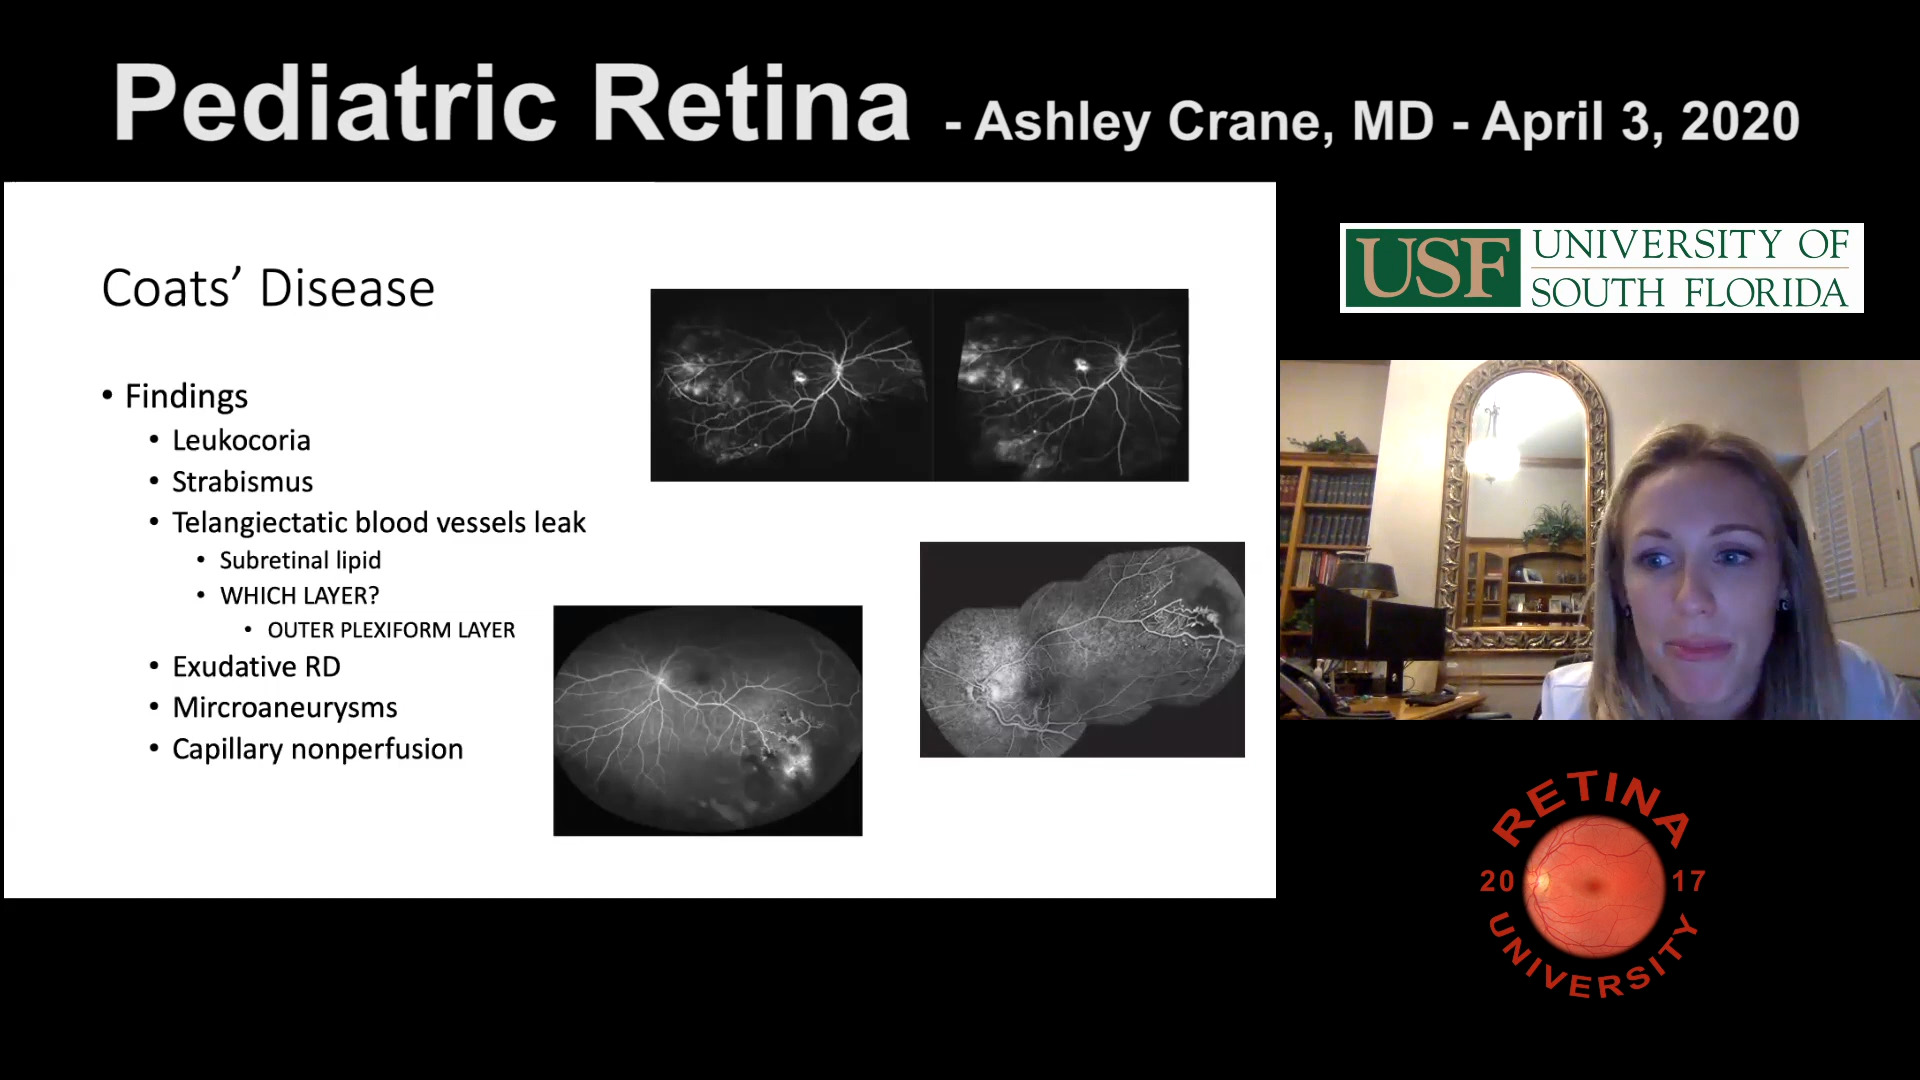 Pediatric Retina - Ashley Crane, MD - April 3, 2020
USF UNIVERSITY OF
SOUTH FLORIDA
Coats’ Disease
• Findings
• Leukocoria
• Strabismus
• Telangiectatic blood vessels leak
• Subretinal lipid
• WHICH LAYER?
• OUTER PLEXIFORM LAYER
• Exudative RD
• Mircroaneurysms
• Capillary nonperfusion
RETINA
20 17
UNIVERSITY